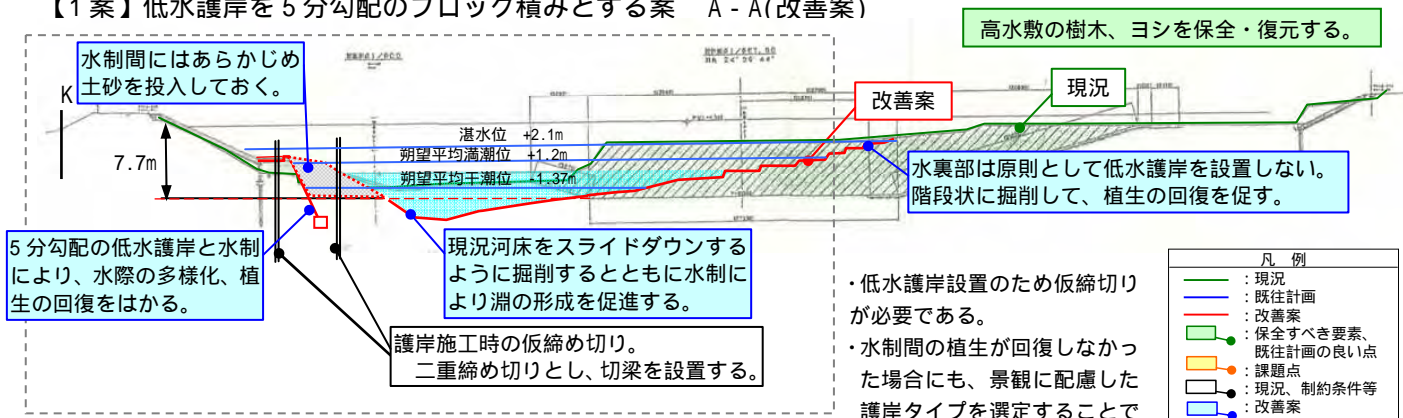 【1案】低水護岸を5分勾配のブロック積みとする案 A-A(改善案)
高水敷の樹木、ヨシを保全・復元する。
水制間にはあらかじめ
土砂を投入しておく。
K
改善案
現況
湛水位 +2.1m
朔望平均満潮位 +1.2m
朔望平均干潮位 -1.37m
7.7m
水裏部は原則として低水護岸を設置しない。
階段状に掘削して、植生の回復を促す。
5分勾配の低水護岸と水制
により、水際の多様化、植
生の回復をはかる。
現況河床をスライドダウンする
ように掘削するとともに水制に
より淵の形成を促進する。
護岸施工時の仮締め切り。
二重締め切りとし、切梁を設置する。
・低水護岸設置のため仮締切り
が必要である。
・水制間の植生が回復しなかっ
た場合にも、景観に配慮した
護岸タイプを選定することで
凡 例
：現況
：既往計画
：改善案
：保全すべき要素、
既往計画の良い点
：課題点
：現況、制約条件等
：改善案